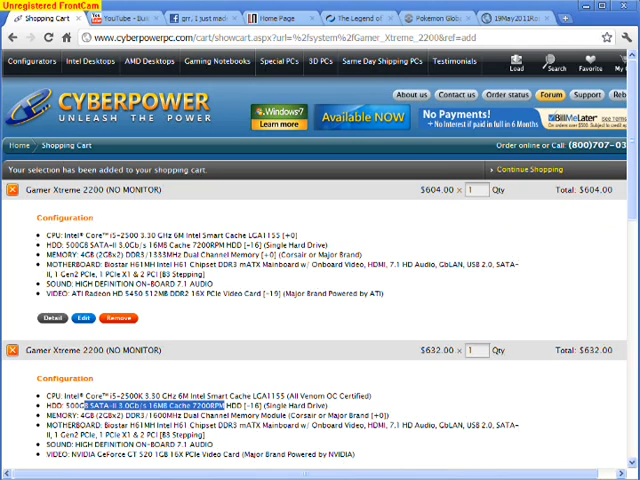 Unregistered FrontCam
Shopping Cart
YouTube - Bui
grr, I just made
Home Page
The Legend of
Pokemon Globa
19May2011Ra
www.cyberpowerpc.com/cart/showcart.aspx?url=%2fsystem%2fGamer_Xtreme_2200&ref=add
Configurators Intel Desktops AMD Desktops Gaming Notebooks Special PCs 3D PCs Same Day Shipping PCs Testimonials Load Search Favorite My
CYBERPOWER
UNLEASH THE POWER
Windows 7
Learn more
Available NOW
About us Contact us Order status Forum Support Reb
No Payments!
+ No Interest if paid in full in 6 Months
BillMeLater
Home Shopping Cart
Order online or Call: (800)707-03
Your selection has been added to your shopping cart.
Continue Shopping
Gamer Xtreme 2200 (NO MONITOR) $604.00 × 1 Qty Total: $604.00
Configuration
CPU: Intel® Core™ i5-2500 3.30 GHz 6M Intel Smart Cache LGA1155 [+0]
HDD: 500GB SATA-II 3.0Gb/s 16MB Cache 7200RPM HDD [-16] (Single Hard Drive)
MEMORY: 4GB (2GBx2) DDR3/1333MHz Dual Channel Memory [+0] (Corsair or Major Brand)
MOTHERBOARD: Biostar H61MH Intel H61 Chipset DDR3 mATX Mainboard w/ Onboard Video, HDMI, 7.1 HD Audio, GbLAN, USB 2.0, SATA-
II, 1 Gen2 PCIe, 1 PCIe X1 & 2 PCI [B3 Stepping]
SOUND: HIGH DEFINITION ON-BOARD 7.1 AUDIO
VIDEO: ATI Radeon HD 5450 512MB DDR2 16X PCIe Video Card [-19] (Major Brand Powered by ATI)
Detail Edit Remove
Gamer Xtreme 2200 (NO MONITOR) $632.00 × 1 Qty Total: $632.00
Configuration
CPU: Intel® Core™ i5-2500K 3.30 GHz 6M Intel Smart Cache LGA1155 (All Venom OC Certified)
HDD: 500GB SATA-II 3.0Gb/s 16MB Cache 7200RPM HDD [-16] (Single Hard Drive)
MEMORY: 4GB (2GBx2) DDR3/1600MHz Dual Channel Memory Module (Corsair or Major Brand [+0])
MOTHERBOARD: Biostar H61MH Intel H61 Chipset DDR3 mATX Mainboard w/ Onboard Video, HDMI, 7.1 HD Audio, GbLAN, USB 2.0, SATA-
II, 1 Gen2 PCIe, 1 PCIe X1 & 2 PCI [B3 Stepping]
SOUND: HIGH DEFINITION ON-BOARD 7.1 AUDIO
VIDEO: NVIDIA GeForce GT 520 1GB 16X PCIe Video Card (Major Brand Powered by NVIDIA)